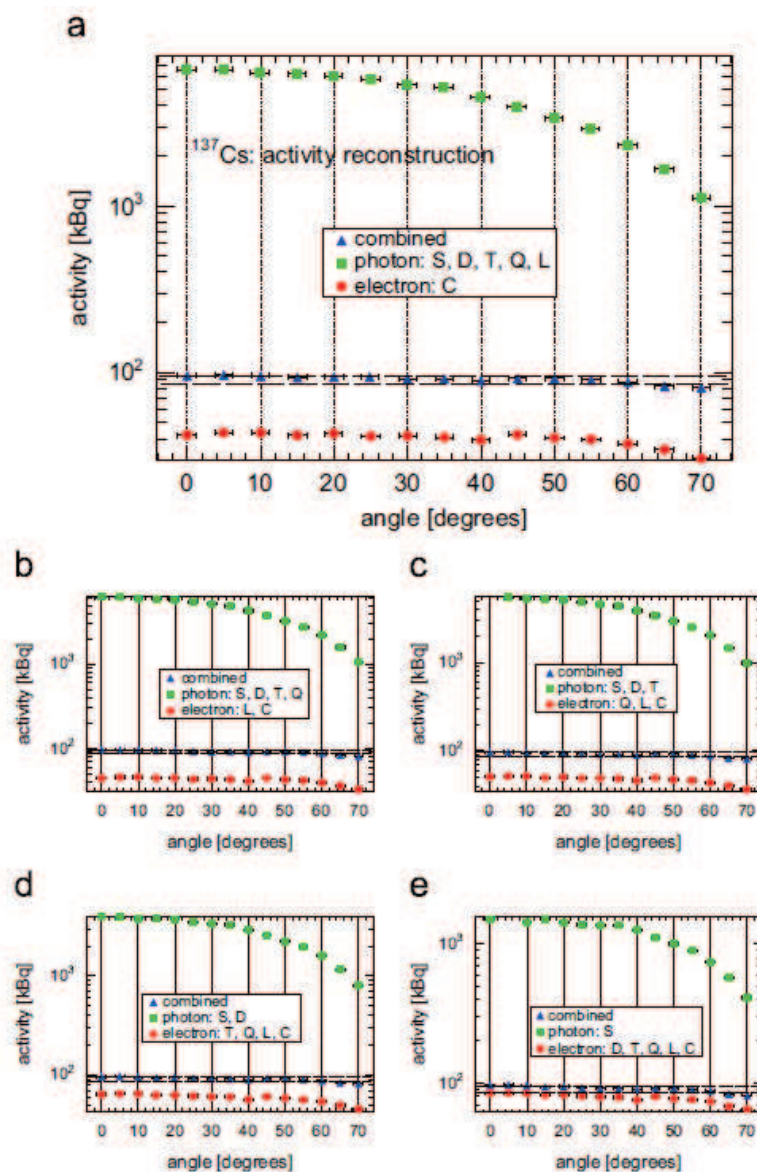 a
¹³⁷Cs: activity reconstruction
activity [kBq]
10³
10²
combined
photon: S, D, T, Q, L
electron: C
0 10 20 30 40 50 60 70
angle [degrees]
b
activity [kBq]
10³
10²
combined
photon: S, D, T, Q
electron: L, C
0 10 20 30 40 50 60 70
angle [degrees]
c
activity [kBq]
10³
10²
combined
photon: S, D, T
electron: Q, L, C
0 10 20 30 40 50 60 70
angle [degrees]
d
activity [kBq]
10³
10²
combined
photon: S, D
electron: T, Q, L, C
0 10 20 30 40 50 60 70
angle [degrees]
e
activity [kBq]
10³
10²
combined
photon: S
electron: D, T, Q, L, C
0 10 20 30 40 50 60 70
angle [degrees]